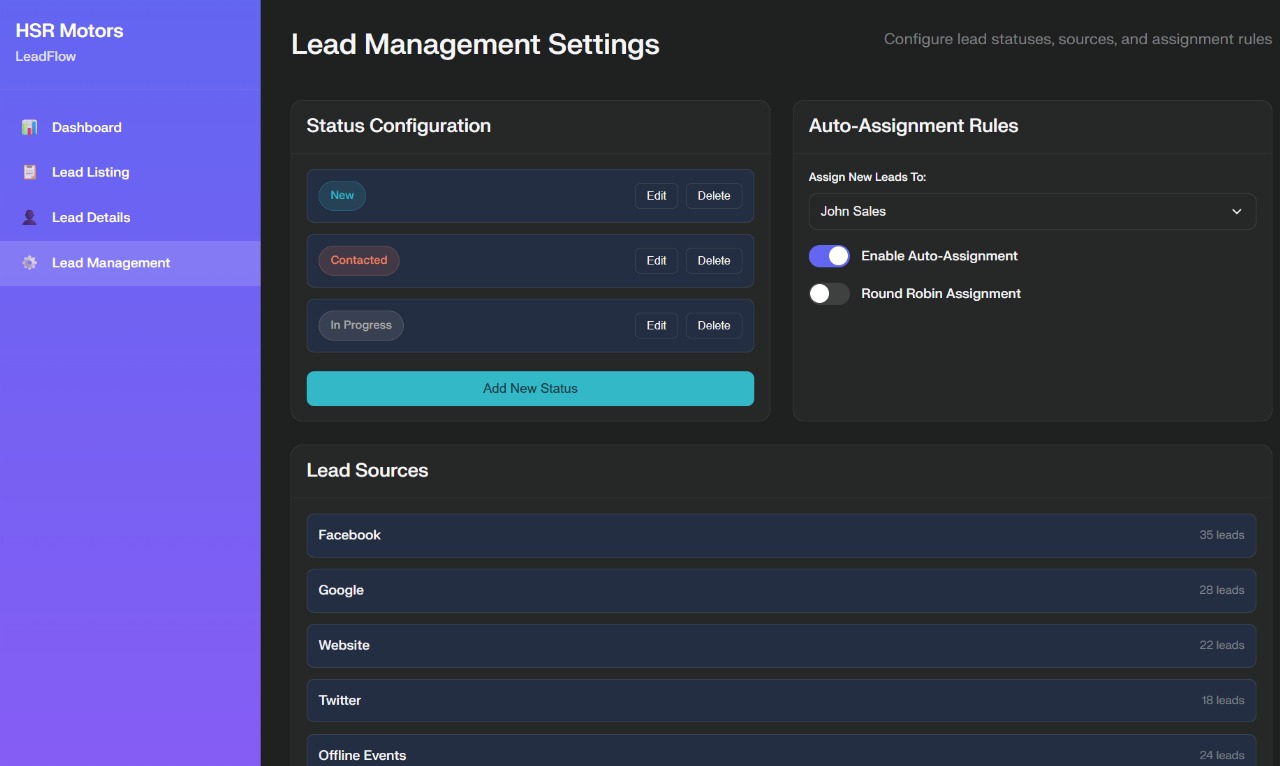 HSR Motors
LeadFlow
Dashboard
Lead Listing
Lead Details
Lead Management
Lead Management Settings
Configure lead statuses, sources, and assignment rules
Status Configuration
New Edit Delete
Contacted Edit Delete
In Progress Edit Delete
Add New Status
Auto-Assignment Rules
Assign New Leads To:
John Sales
Enable Auto-Assignment
Round Robin Assignment
Lead Sources
Facebook 35 leads
Google 28 leads
Website 22 leads
Twitter 18 leads
Offline Events 24 leads